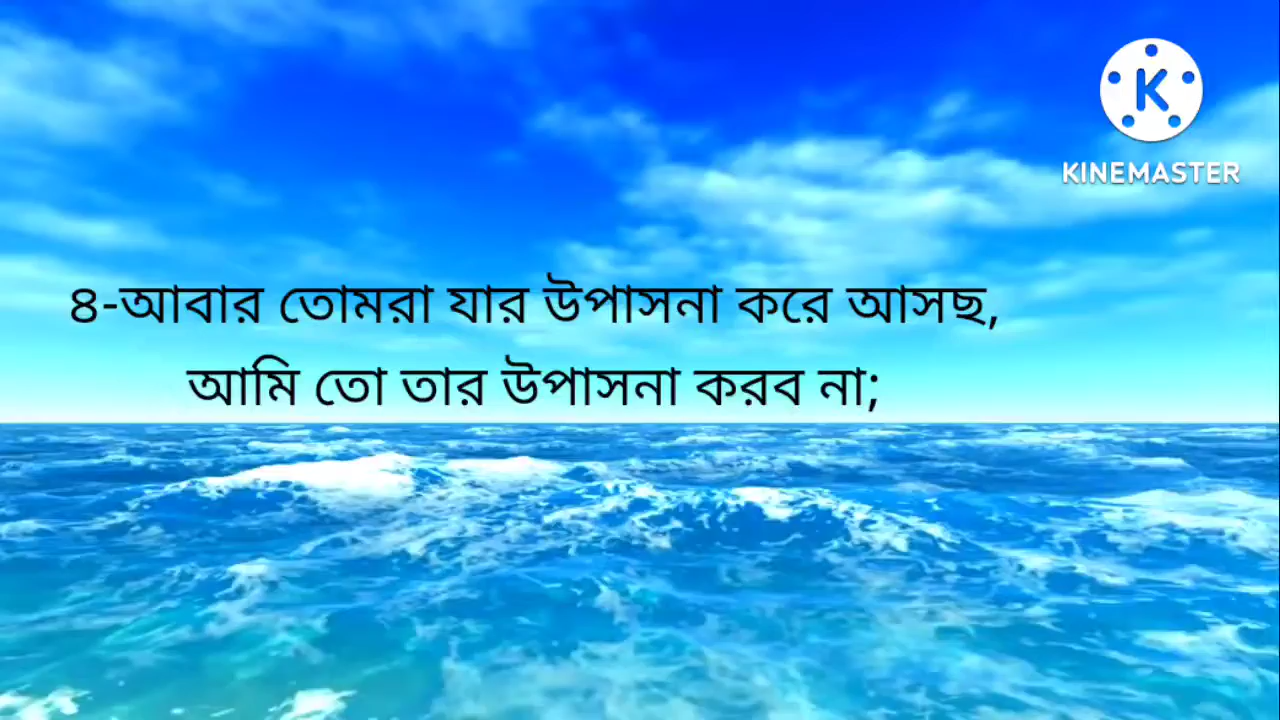 K
KINEMASTER
৪-আবার তোমরা যার উপাসনা করে আসছ,
আমি তো তার উপাসনা করব না;